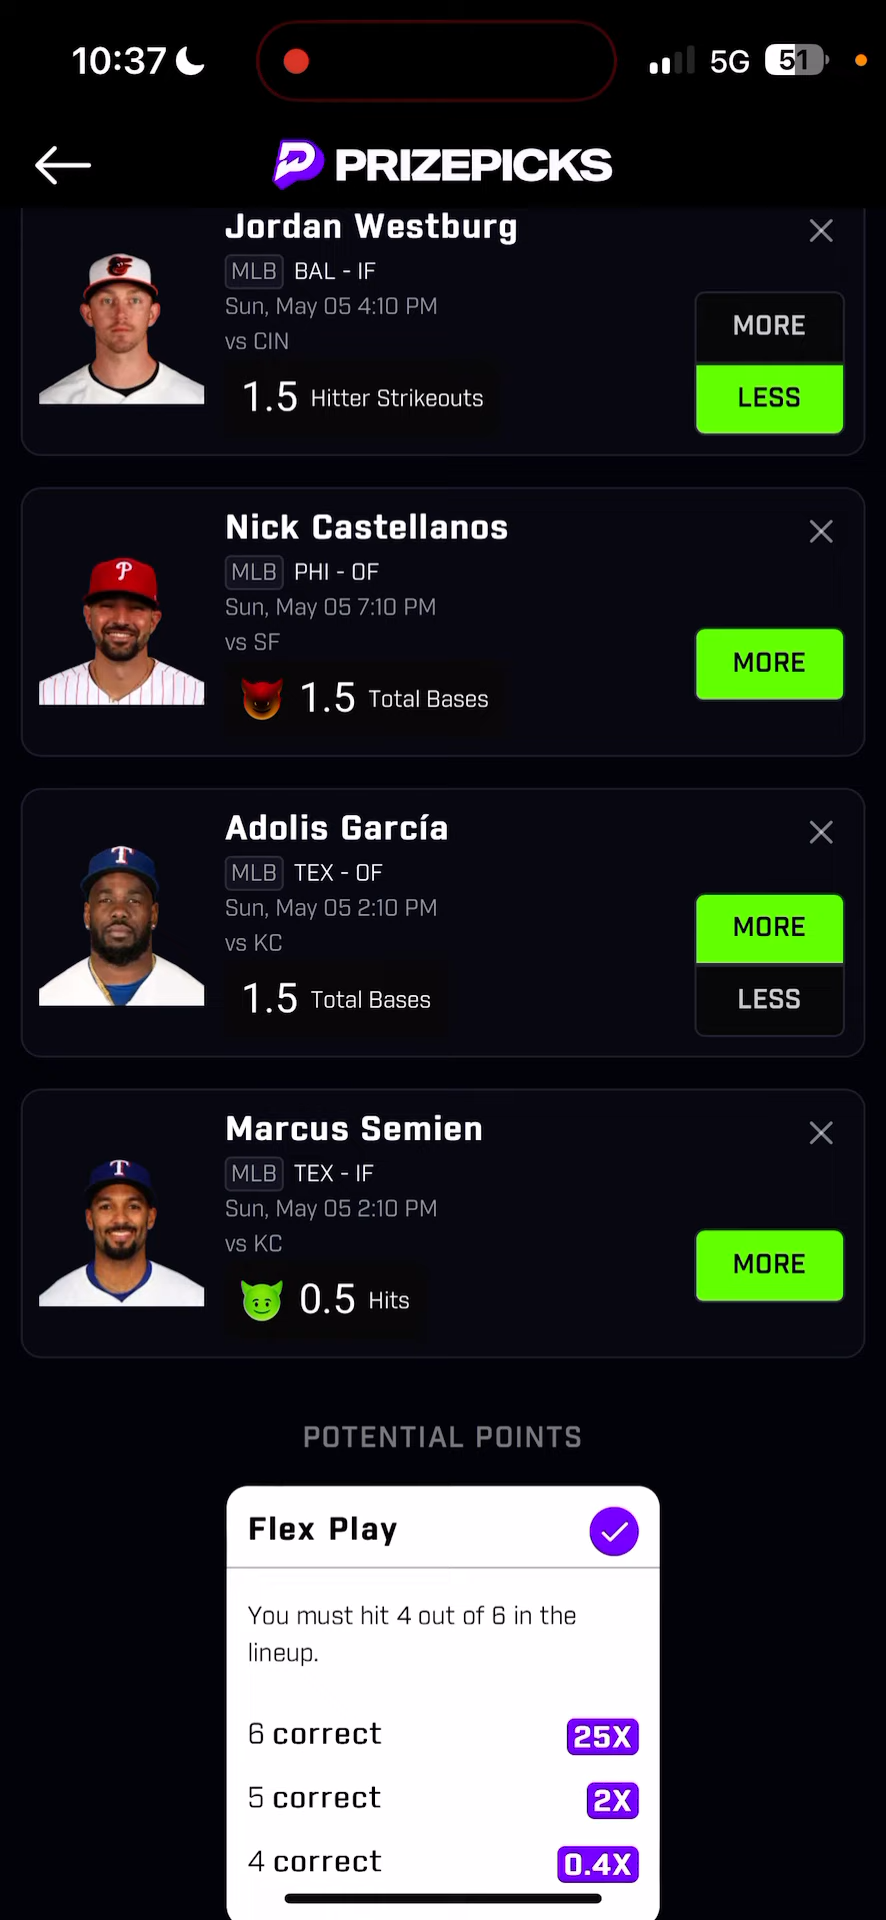 10:37
5G
51
PRIZEPICKS
Jordan Westburg
MLB BAL - IF
Sun, May 05 4:10 PM
vs CIN
1.5 Hitter Strikeouts
MORE
LESS
Nick Castellanos
MLB PHI - OF
Sun, May 05 7:10 PM
vs SF
1.5 Total Bases
MORE
Adolis García
MLB TEX - OF
Sun, May 05 2:10 PM
vs KC
1.5 Total Bases
MORE
LESS
Marcus Semien
MLB TEX - IF
Sun, May 05 2:10 PM
vs KC
0.5 Hits
MORE
POTENTIAL POINTS
Flex Play
You must hit 4 out of 6 in the
lineup.
6 correct 25X
5 correct 2X
4 correct 0.4X